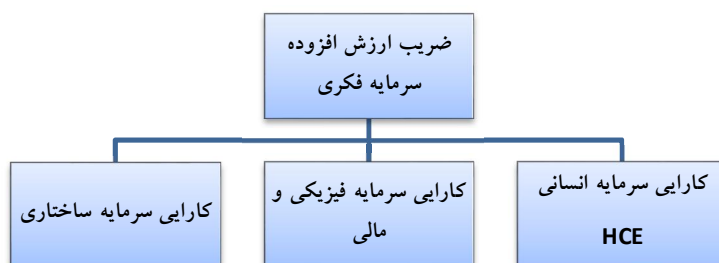 ضریب ارزش افزوده
سرمایه فکری
کارایی سرمایه انسانی
HCE
کارایی سرمایه فیزیکی و
مالی
کارایی سرمایه ساختاری